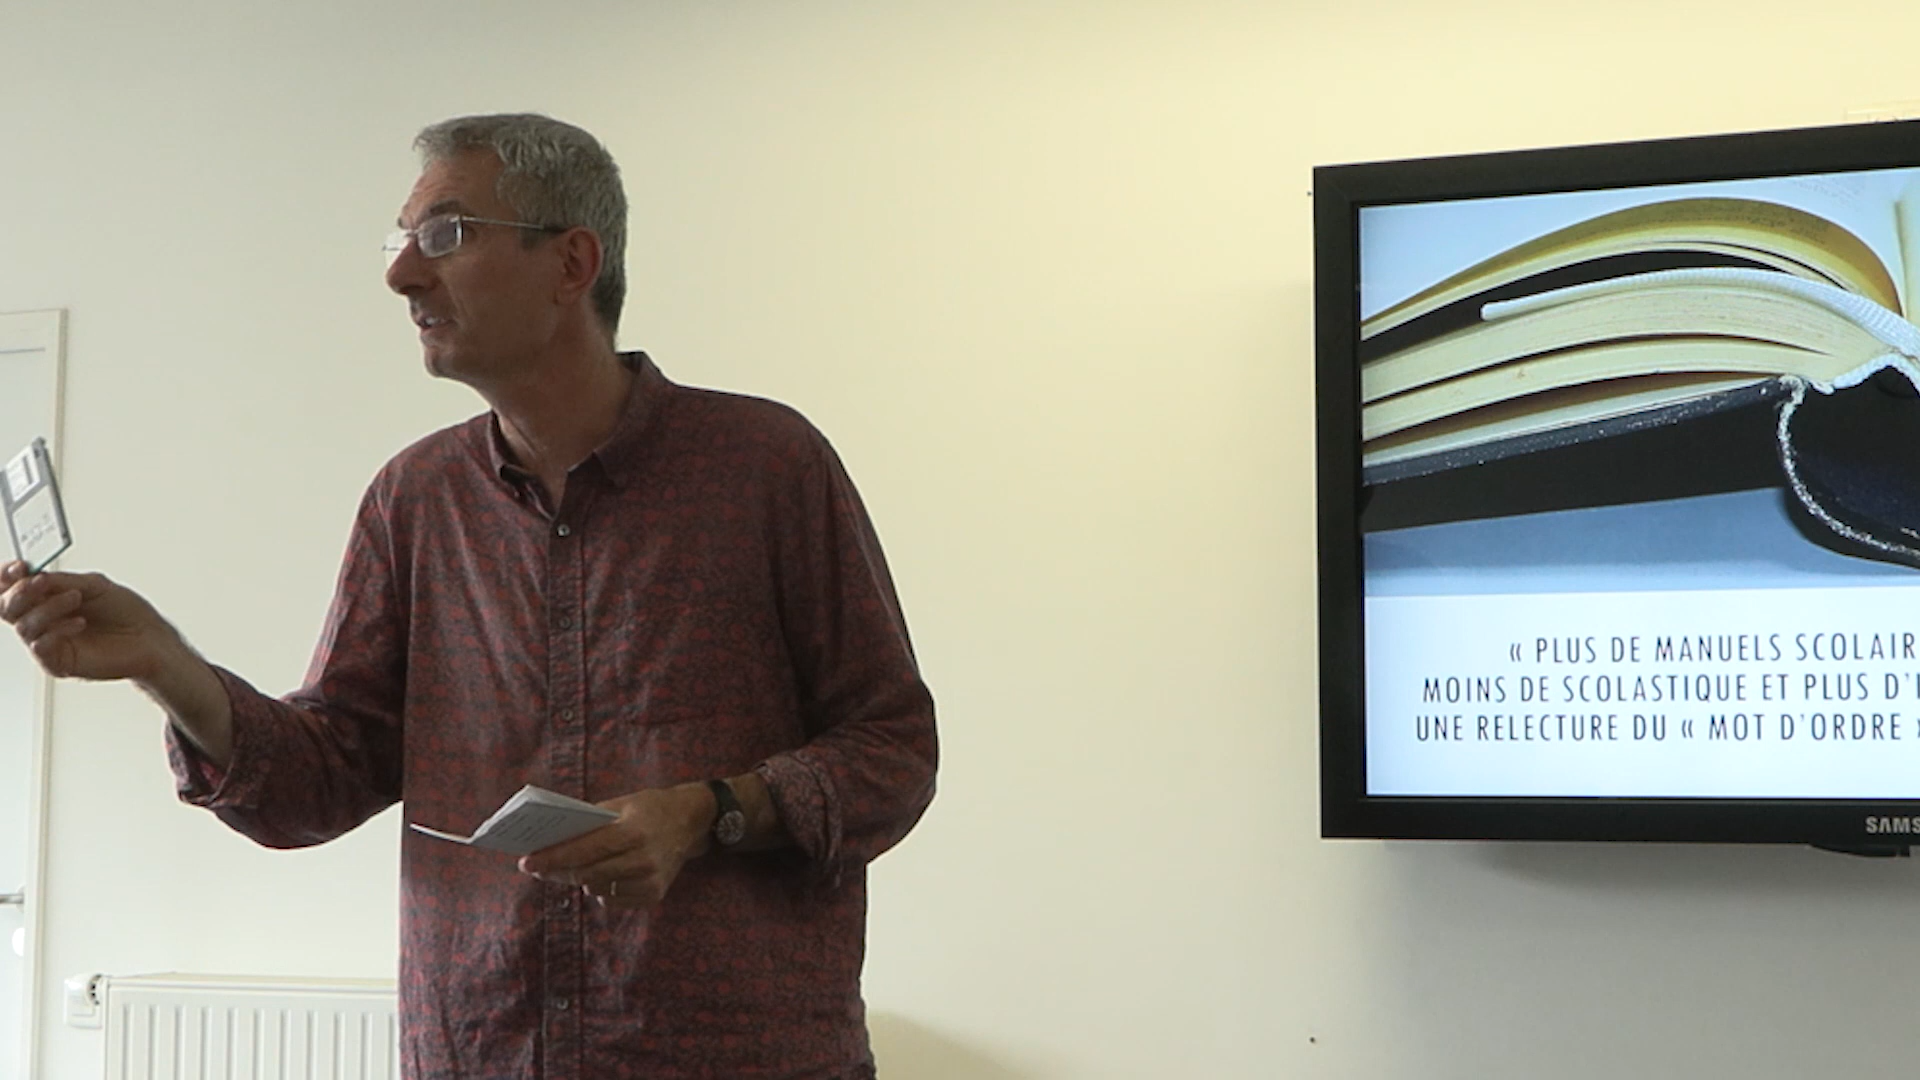 « PLUS DE MANUELS SCOLAIR
MOINS DE SCOLASTIQUE ET PLUS D'
UNE RELECTURE DU « MOT D'ORDRE »
SAMS